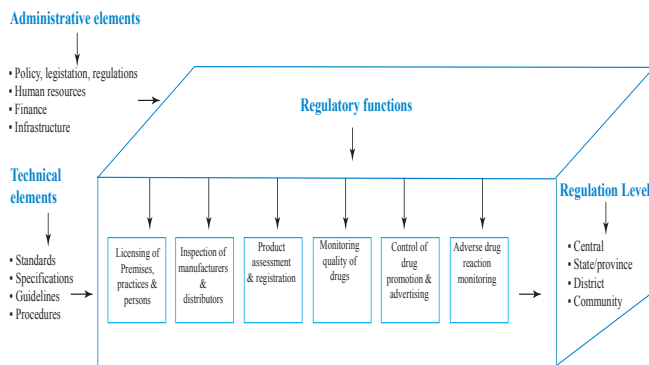 Administrative elements
▪ Policy, legistation, regulations
▪ Human resources
▪ Finance
▪ Infrastructure
Regulatory functions
Technical
elements
▪ Standards
▪ Specifications
▪ Guidelines
▪ Procedures
Licensing of
Premises,
practices &
persons
Inspection of
manufacturers
&
distributors
Product
assessment
& registration
Monitoring
quality of
drugs
Control of
drug
promotion &
advertising
Adverse drug
reaction
monitoring
Regulation Level
▪ Central
▪ State/province
▪ District
▪ Community